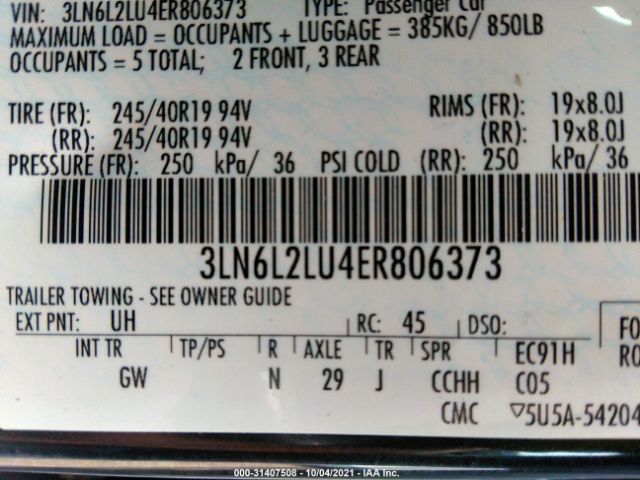 VIN: 3LN6L2LU4ER806373 TYPE: Passenger Car
MAXIMUM LOAD = OCCUPANTS + LUGGAGE = 385KG/ 850LB
OCCUPANTS = 5 TOTAL; 2 FRONT, 3 REAR
TIRE (FR): 245/40R19 94V RIMS (FR): 19x8.0J
(RR): 245/40R19 94V (RR): 19x8.0J
PRESSURE (FR): 250 kPa/ 36 PSI COLD (RR): 250 kPa/ 36
3LN6L2LU4ER806373
TRAILER TOWING - SEE OWNER GUIDE
EXT PNT: UH RC: 45 DSO: FO
INT TR TP/PS R AXLE TR SPR EC91H RO
GW N 29 J CCHH C05
CMC ▽5U5A-54204
000-31407508 - 10/04/2021 - IAA Inc.